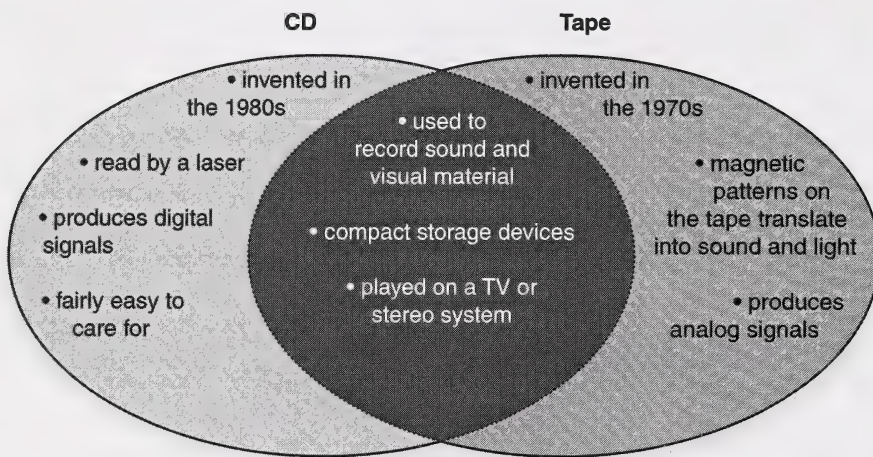 CD
Tape
• invented in
the 1980s
• read by a laser
• produces digital
signals
• fairly easy to
care for
• used to
record sound and
visual material
• compact storage devices
• played on a TV or
stereo system
• invented in
the 1970s
• magnetic
patterns on
the tape translate
into sound and light
• produces
analog signals